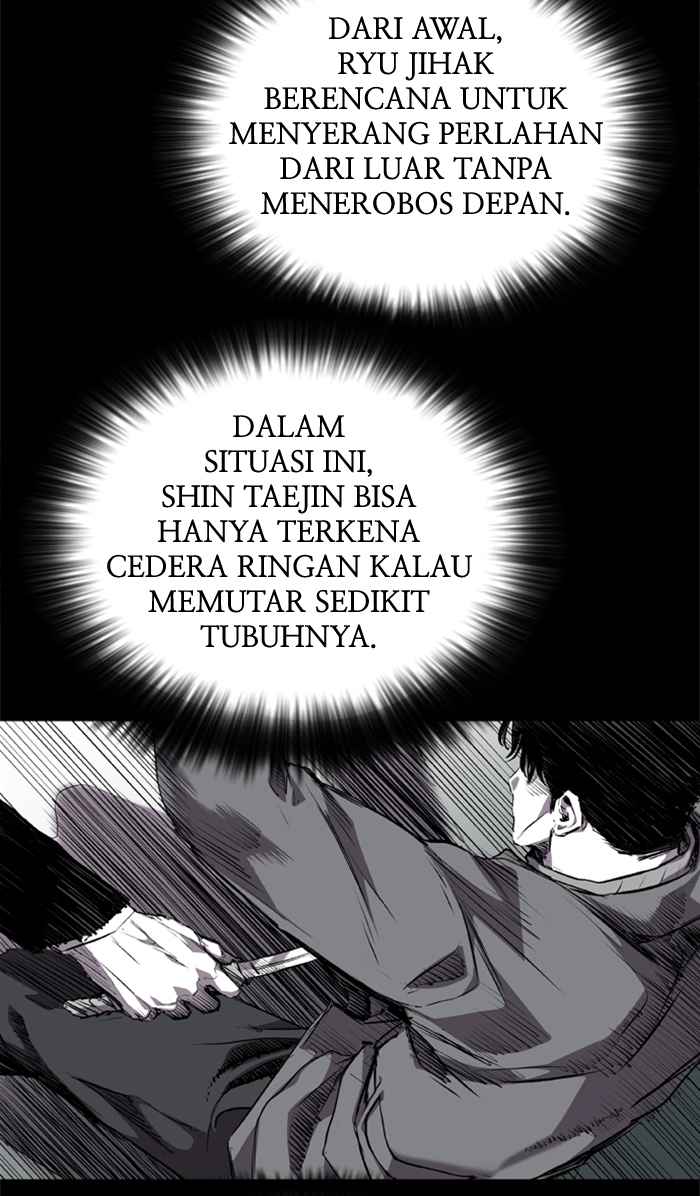 DARI AWAL,
RYU JIHAK
BERENCANA UNTUK
MENYERANG PERLAHAN
DARI LUAR TANPA
MENEROBOS DEPAN.
DALAM
SITUASI INI,
SHIN TAEJIN BISA
HANYA TERKENA
CEDERA RINGAN KALAU
MEMUTAR SEDIKIT
TUBUHNYA.